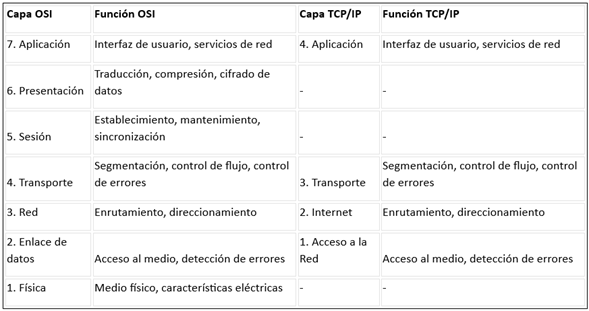 Capa OSI Función OSI Capa TCP/IP Función TCP/IP
7. Aplicación Interfaz de usuario, servicios de red 4. Aplicación Interfaz de usuario, servicios de red
Traducción, compresión, cifrado de
6. Presentación datos - -
Establecimiento, mantenimiento,
5. Sesión sincronización - -
Segmentación, control de flujo, control Segmentación, control de flujo, control
4. Transporte de errores 3. Transporte de errores
3. Red Enrutamiento, direccionamiento 2. Internet Enrutamiento, direccionamiento
2. Enlace de 1. Acceso a la
datos Acceso al medio, detección de errores Red Acceso al medio, detección de errores
1. Física Medio físico, características eléctricas - -